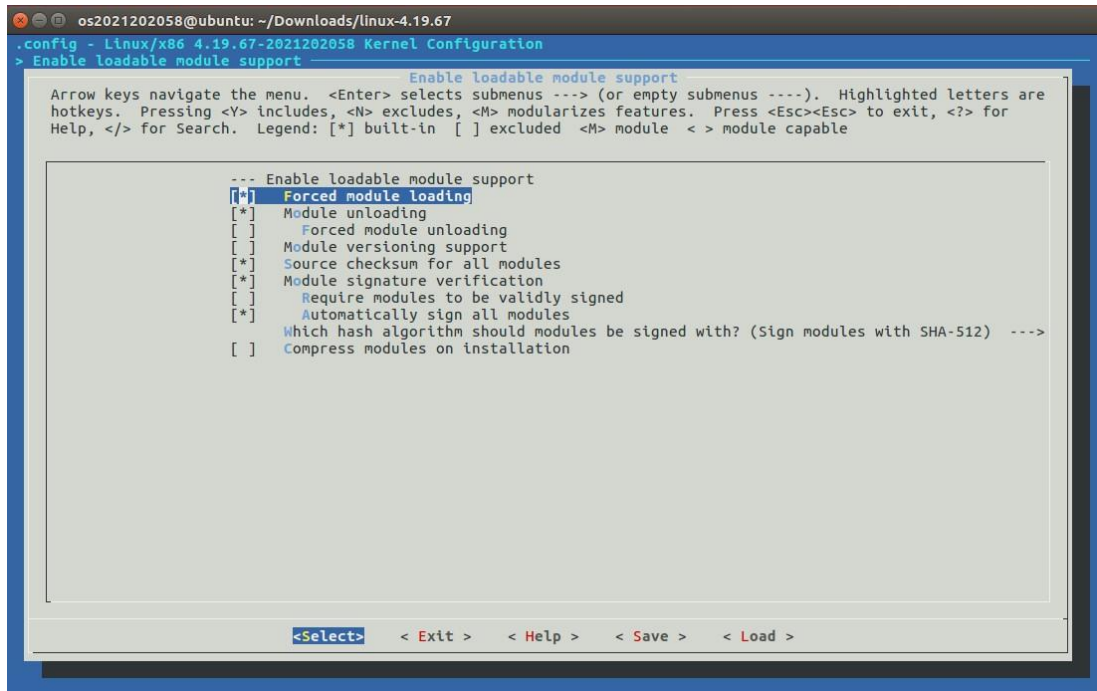 os2021202058@ubuntu: ~/Downloads/linux-4.19.67
.config - Linux/x86 4.19.67-2021202058 Kernel Configuration
> Enable loadable module support
Enable loadable module support
Arrow keys navigate the menu.  <Enter> selects submenus ---> (or empty submenus ----).  Highlighted letters are
hotkeys.  Pressing <Y> includes, <N> excludes, <M> modularizes features.  Press <Esc><Esc> to exit, <?> for
Help, </> for Search.  Legend: [*] built-in  [ ] excluded  <M> module  < > module capable
--- Enable loadable module support
[*]   Forced module loading
[*]   Module unloading
[ ]     Forced module unloading
[ ]   Module versioning support
[*]   Source checksum for all modules
[*]   Module signature verification
[ ]     Require modules to be validly signed
[*]     Automatically sign all modules
Which hash algorithm should modules be signed with? (Sign modules with SHA-512)  --->
[ ]   Compress modules on installation
<Select>    < Exit >    < Help >    < Save >    < Load >